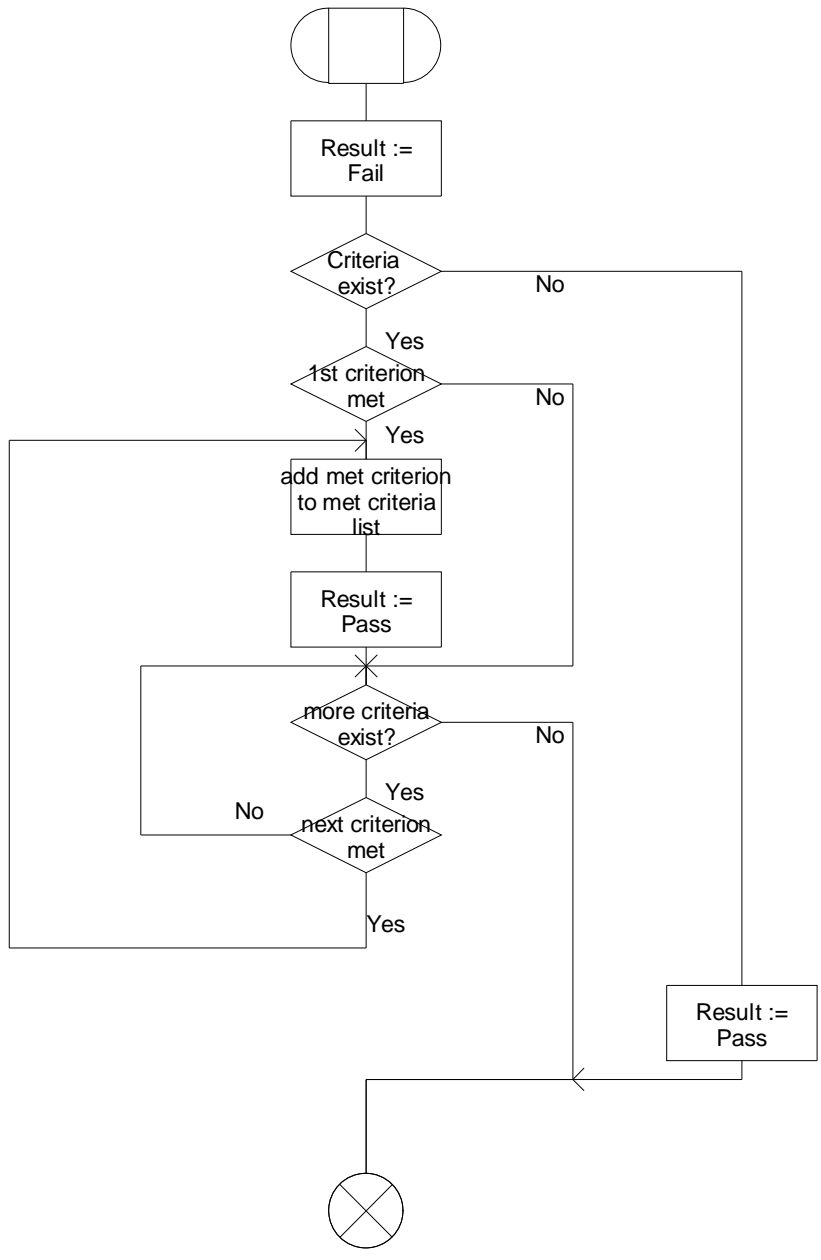 Result :=
Fail
Criteria
exist?
No
Yes
1st criterion
met
No
Yes
add met criterion
to met criteria
list
Result :=
Pass
more criteria
exist?
No
Yes
No
next criterion
met
Yes
Result :=
Pass